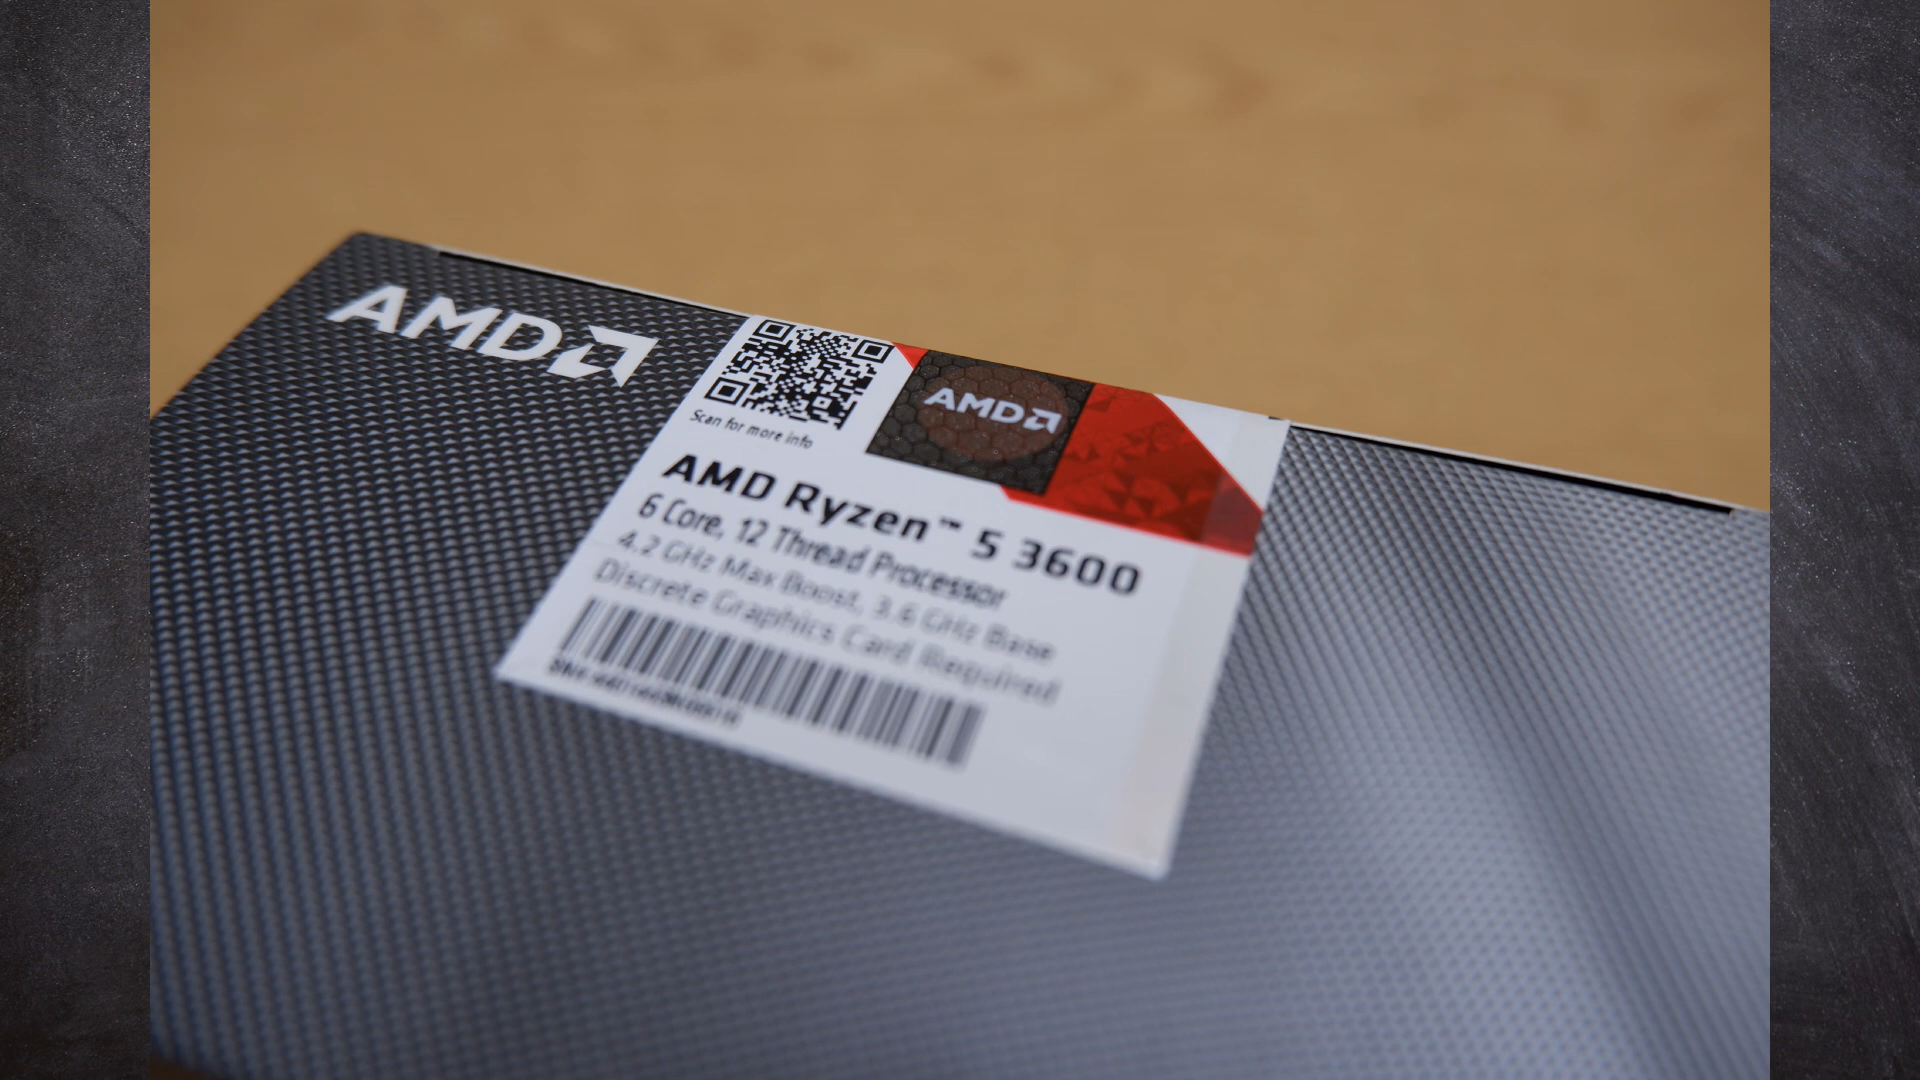 AMD
Scan for more info
AMD
AMD Ryzen™ 5 3600
6 Core, 12 Thread Processor
4.2 GHz Max Boost, 3.6 GHz Base
Discrete Graphics Card Required